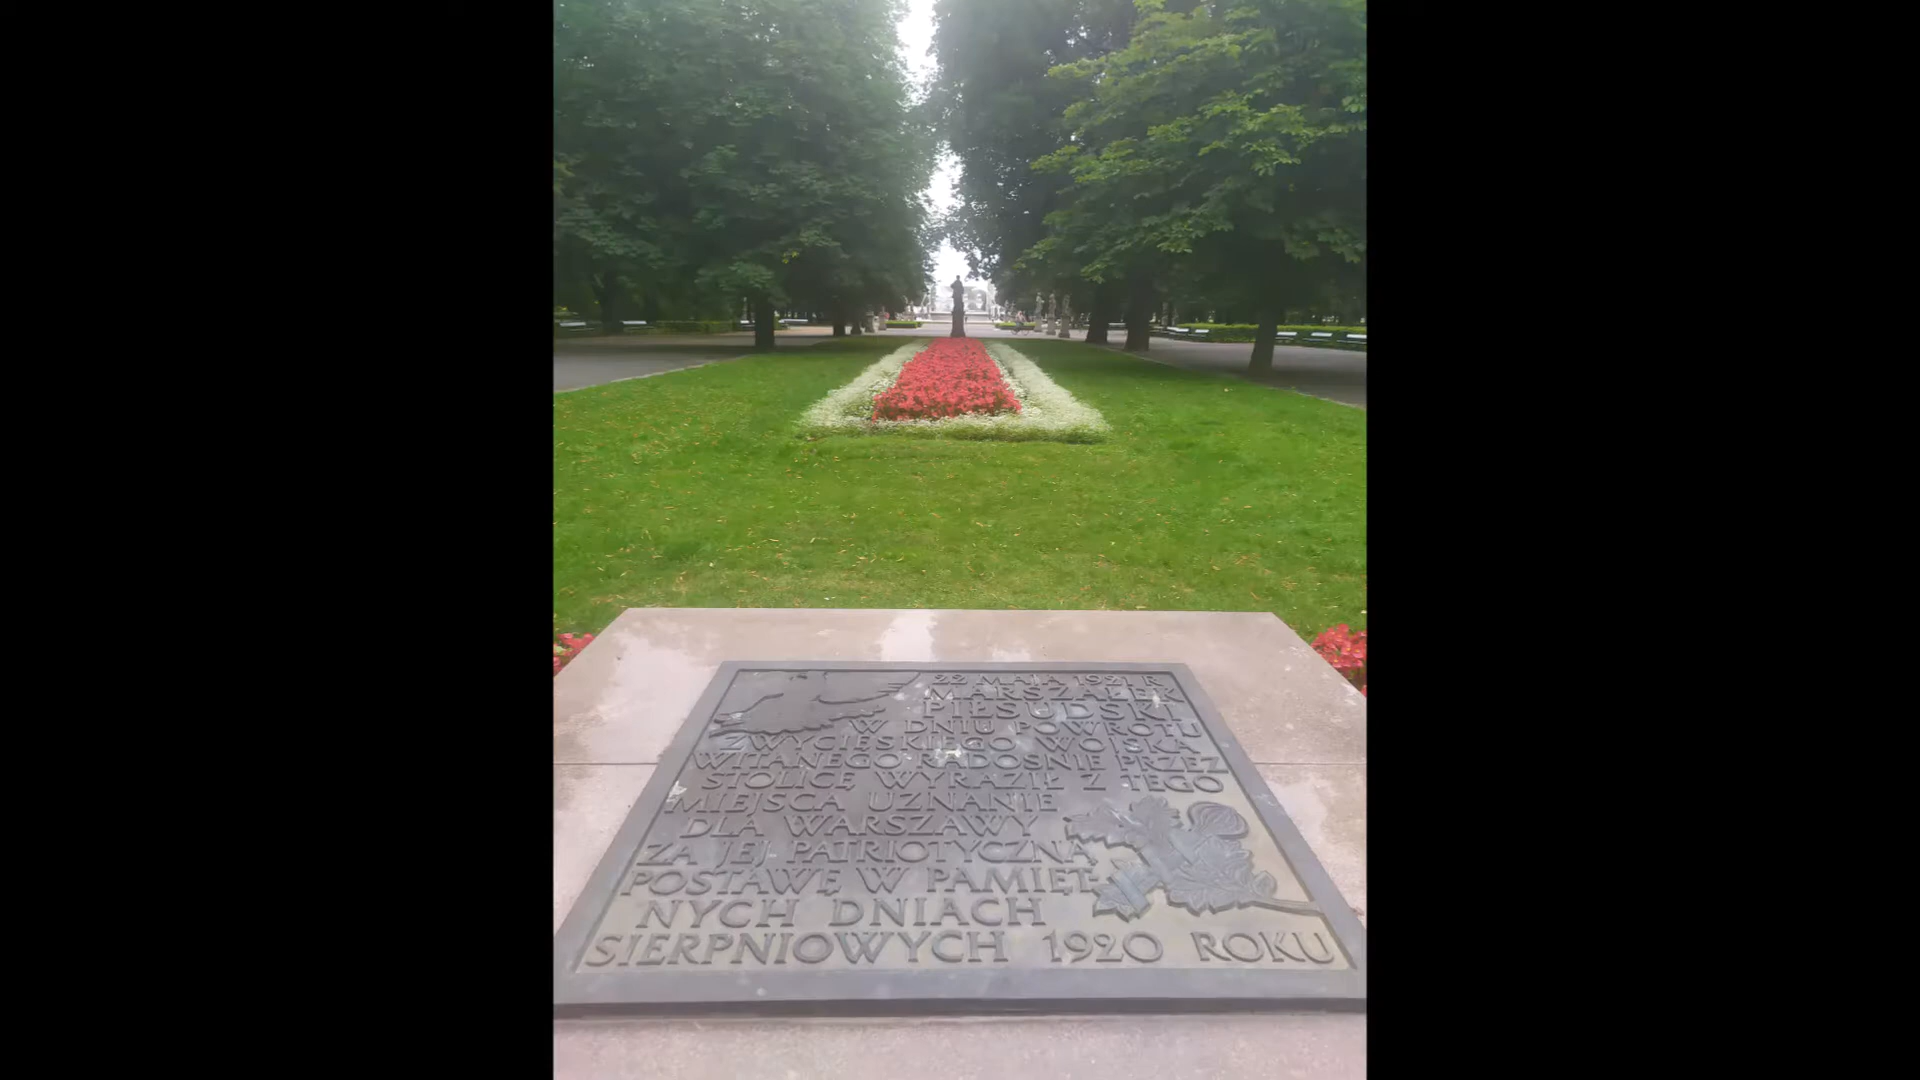 22 MAJA 1921 R.
MARSZAŁEK
PIŁSUDSKI
W DNIU POWROTU
ZWYCIĘSKIEGO WOJSKA
WITANEGO RADOŚNIE PRZEZ
STOLICĘ WYRAZIŁ Z TEGO
MIEJSCA UZNANIE
DLA WARSZAWY
ZA JEJ PATRIOTYCZNĄ
POSTAWĘ W PAMIĘT-
NYCH DNIACH
SIERPNIOWYCH 1920 ROKU